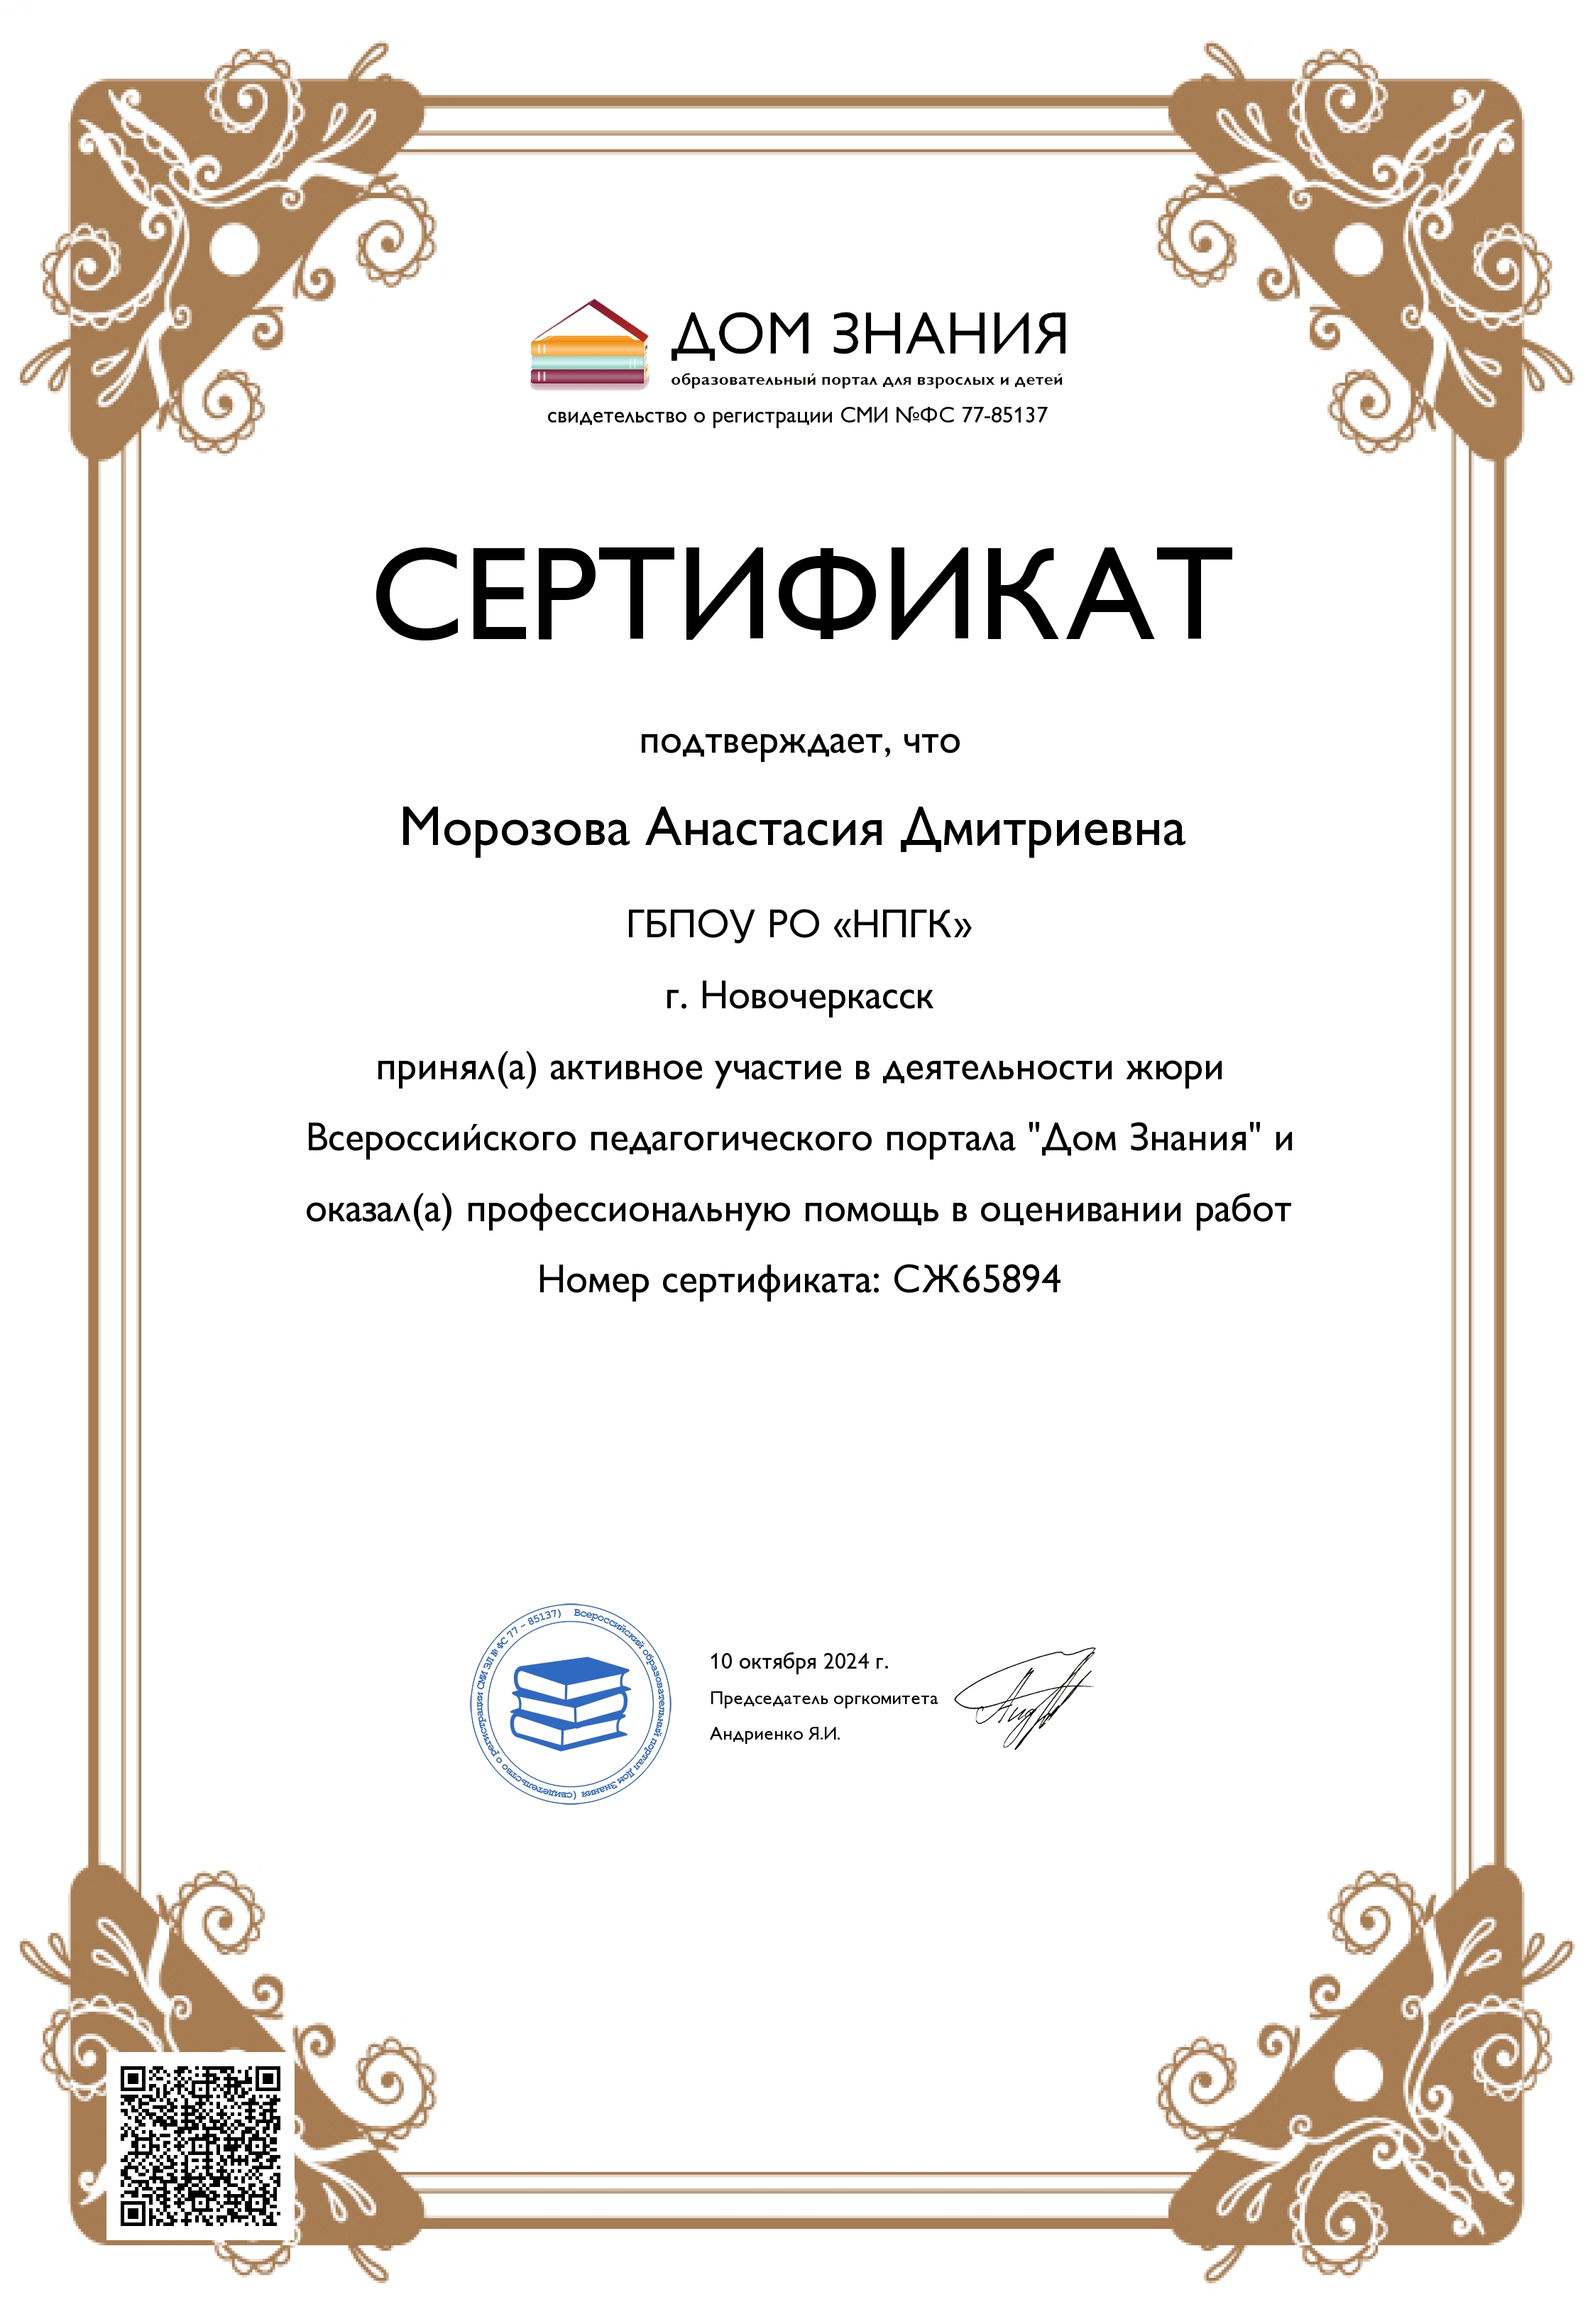 ДОМ ЗНАНИЯ
образовательный портал для взрослых и детей
свидетельство о регистрации СМИ №ФС 77-85137
СЕРТИФИКАТ
подтверждает, что
Морозова Анастасия Дмитриевна
ГБПОУ РО «НПГК»
г. Новочеркасск
принял(а) активное участие в деятельности жюри
Всероссийского педагогического портала "Дом Знания" и
оказал(а) профессиональную помощь в оценивании работ
Номер сертификата: СЖ65894
Всероссийский образовательный портал Дом Знания (свидетельство о регистрации СМИ ЭЛ № ФС 77 - 85137)
10 октября 2024 г.
Председатель оргкомитета
Андриенко Я.И.